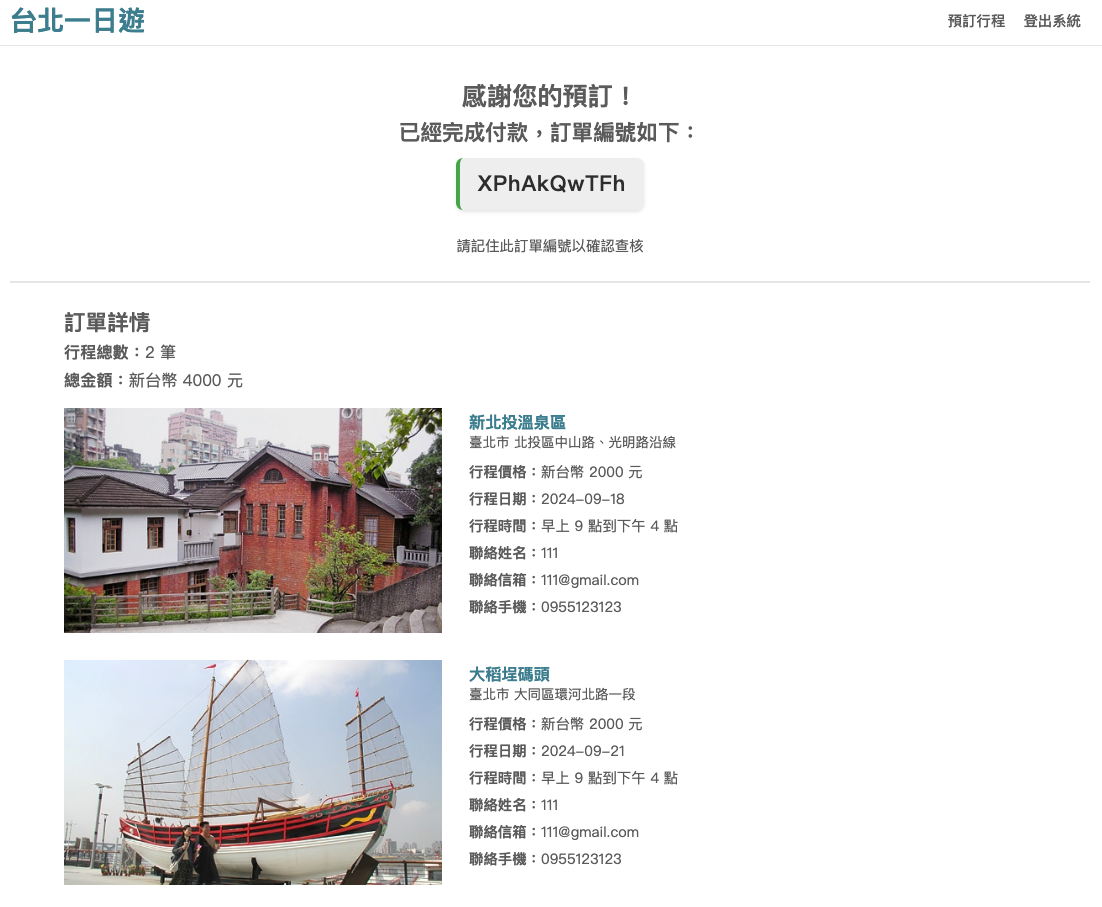 台北一日遊
預訂行程 登出系統
感謝您的預訂！
已經完成付款，訂單編號如下：
XPhAkQwTFh
請記住此訂單編號以確認查核
訂單詳情
行程總數：2 筆
總金額：新台幣 4000 元
新北投溫泉區
臺北市 北投區中山路、光明路沿線
行程價格：新台幣 2000 元
行程日期：2024-09-18
行程時間：早上 9 點到下午 4 點
聯絡姓名：111
聯絡信箱：111@gmail.com
聯絡手機：0955123123
大稻埕碼頭
臺北市 大同區環河北路一段
行程價格：新台幣 2000 元
行程日期：2024-09-21
行程時間：早上 9 點到下午 4 點
聯絡姓名：111
聯絡信箱：111@gmail.com
聯絡手機：0955123123